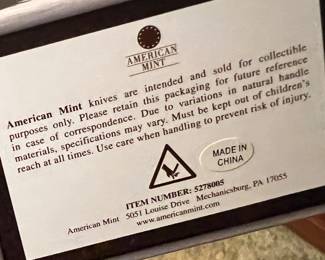 AMERICAN
MINT
American Mint knives are intended and sold for collectible
purposes only. Please retain this packaging for future reference
in case of correspondence. Due to variations in natural handle
materials, specifications may vary. Must be kept out of children's
reach at all times. Use care when handling to prevent risk of injury.
MADE IN
CHINA
ITEM NUMBER: 5278005
American Mint 5051 Louise Drive Mechanicsburg, PA 17055
www.americanmint.com